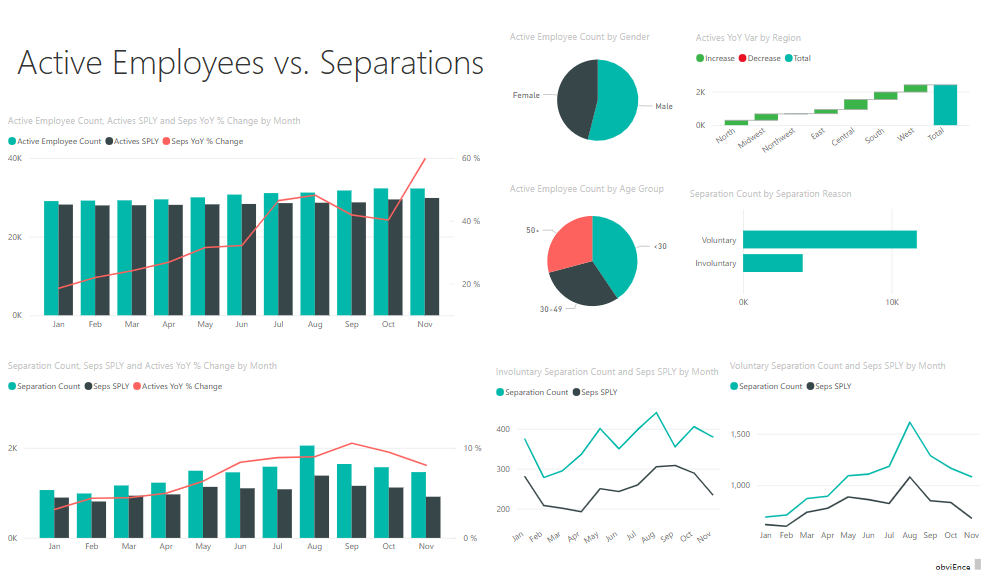 Active Employees vs. Separations
Active Employee Count, Actives SPLY and Seps YoY % Change by Month
Active Employee Count Actives SPLY Seps YoY % Change
40K
20K
0K
60 %
40 %
20 %
Jan Feb Mar Apr May Jun Jul Aug Sep Oct Nov
Active Employee Count by Gender
Female
Male
Actives YoY Var by Region
Increase Decrease Total
2K
0K
North Midwest Northwest East Central South West Total
Active Employee Count by Age Group
50+
<30
30-49
Separation Count by Separation Reason
Voluntary
Involuntary
0K 10K
Separation Count, Seps SPLY and Actives YoY % Change by Month
Separation Count Seps SPLY Actives YoY % Change
2K
0K
10 %
0 %
Jan Feb Mar Apr May Jun Jul Aug Sep Oct Nov
Involuntary Separation Count and Seps SPLY by Month
Separation Count Seps SPLY
400
300
200
Jan Feb Mar Apr May Jun Jul Aug Sep Oct Nov
Voluntary Separation Count and Seps SPLY by Month
Separation Count Seps SPLY
1,500
1,000
Jan Feb Mar Apr May Jun Jul Aug Sep Oct Nov
obviEnce